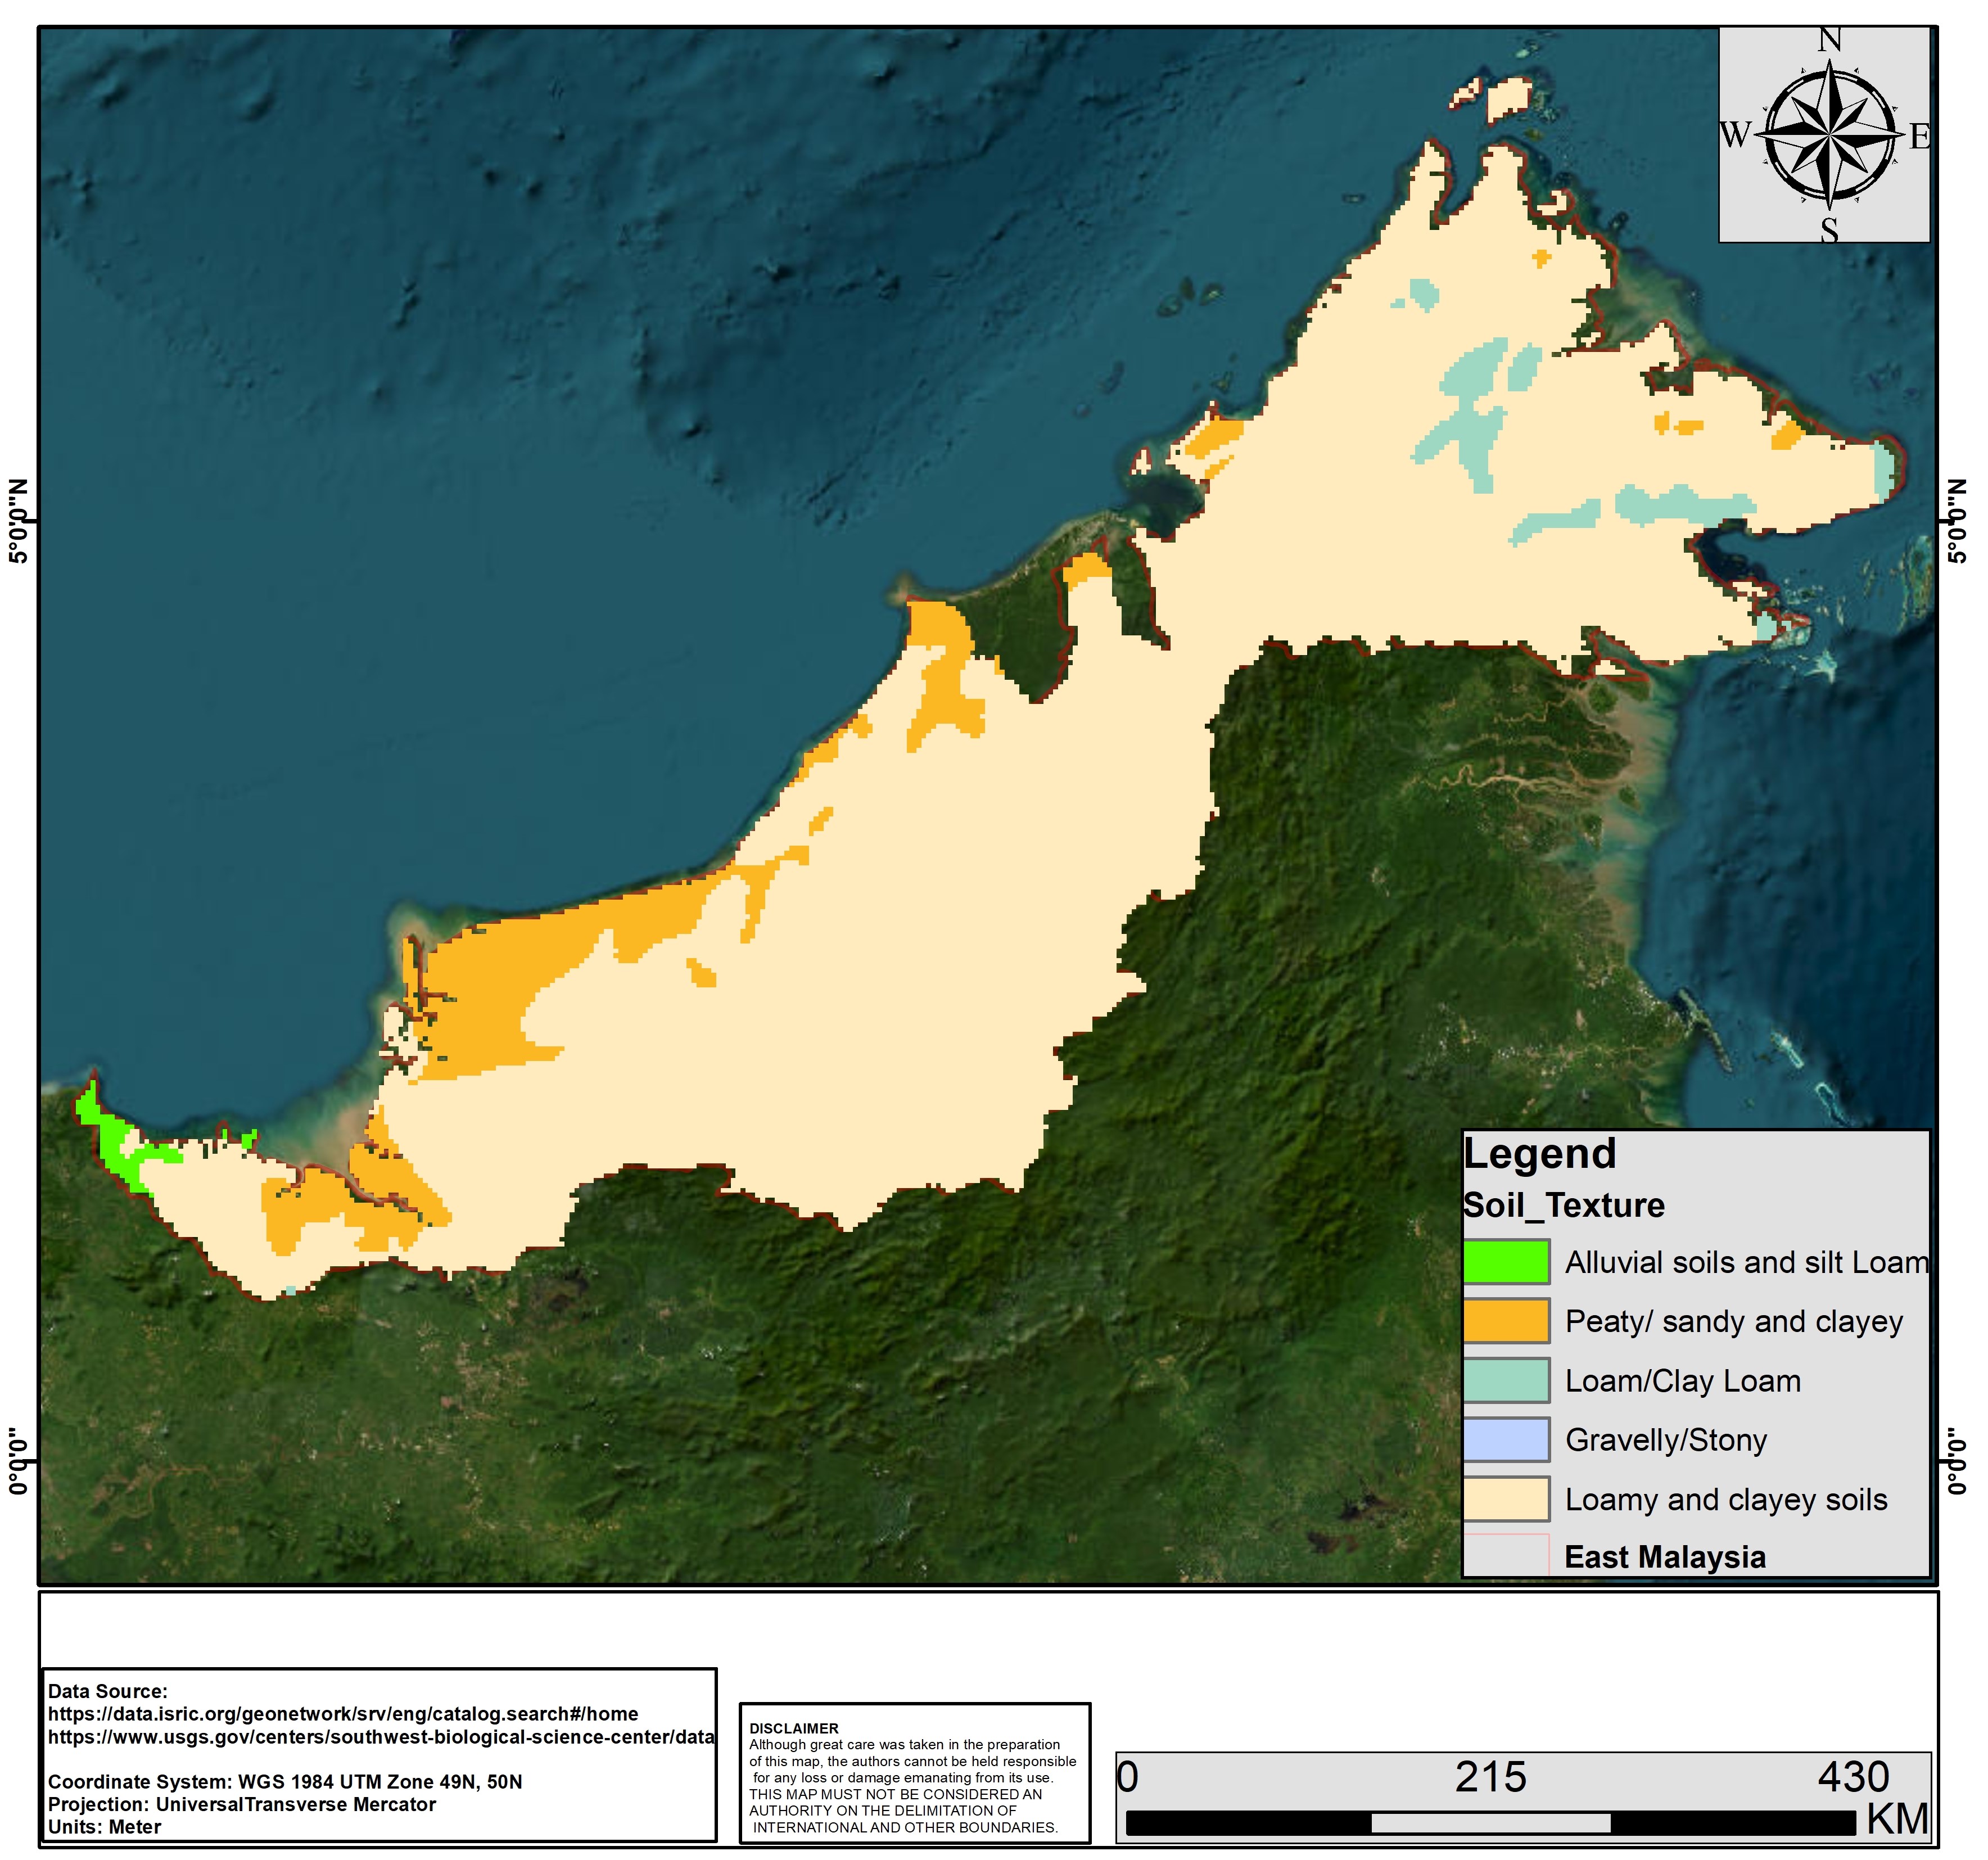 N
W E
S
5°0'0"N
5°0'0"N
0°0'0"
0°0'0"
Legend
Soil_Texture
Alluvial soils and silt Loam
Peaty/ sandy and clayey
Loam/Clay Loam
Gravelly/Stony
Loamy and clayey soils
East Malaysia
Data Source:
https://data.isric.org/geonetwork/srv/eng/catalog.search#/home
https://www.usgs.gov/centers/southwest-biological-science-center/data
Coordinate System: WGS 1984 UTM Zone 49N, 50N
Projection: UniversalTransverse Mercator
Units: Meter
DISCLAIMER
Although great care was taken in the preparation
of this map, the authors cannot be held responsible
for any loss or damage emanating from its use.
THIS MAP MUST NOT BE CONSIDERED AN
AUTHORITY ON THE DELIMITATION OF
INTERNATIONAL AND OTHER BOUNDARIES.
0 215 430
KM